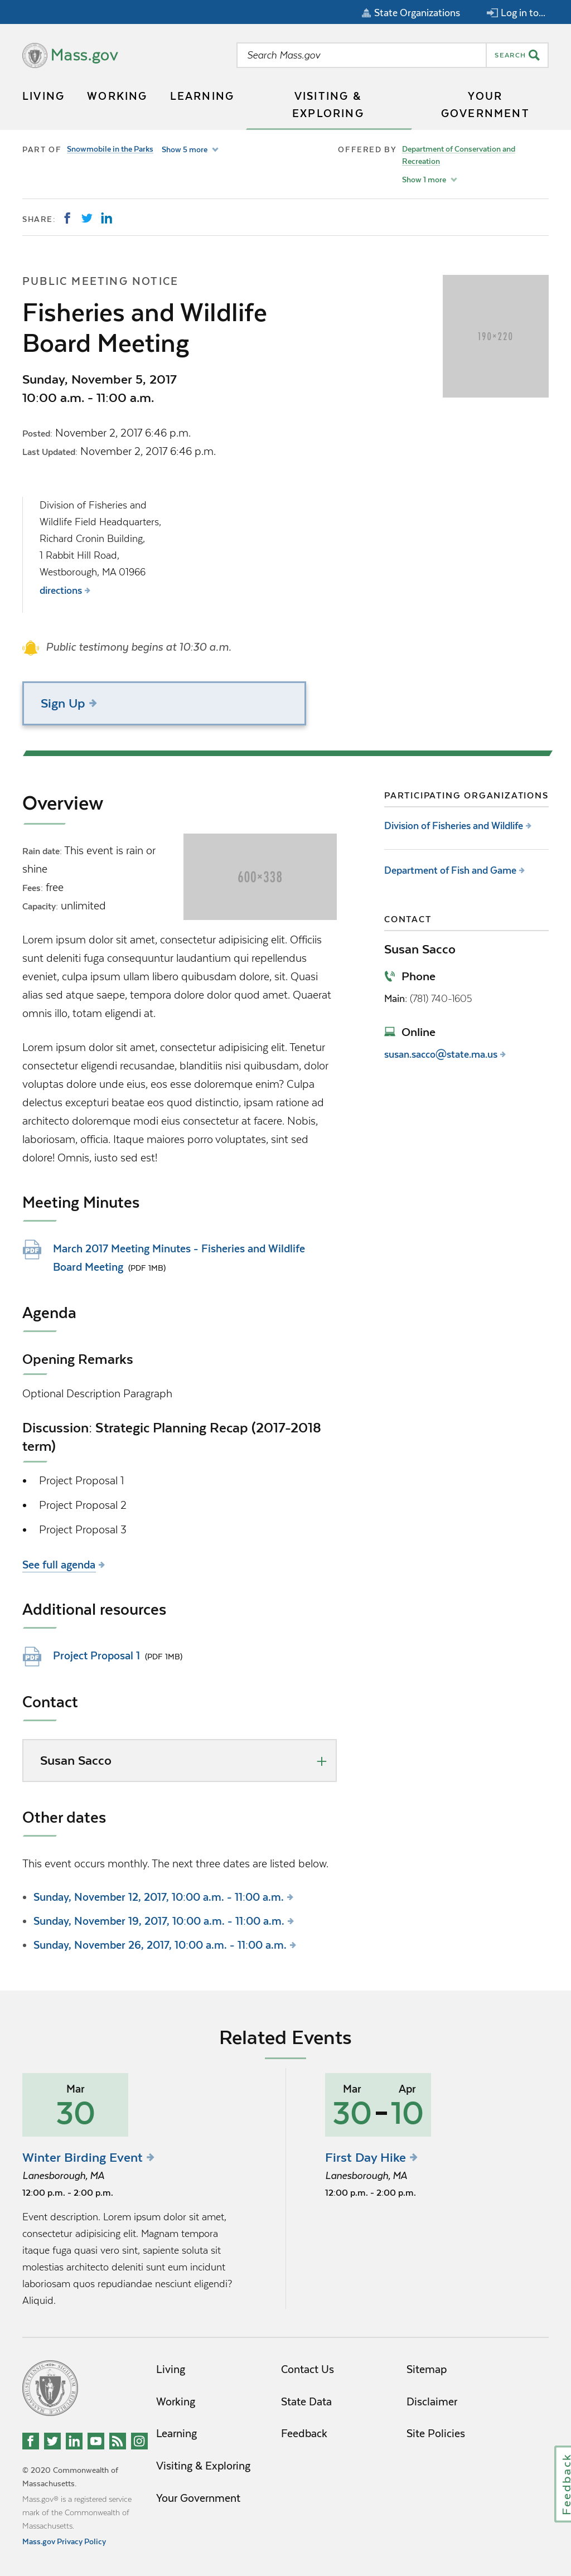 State Organizations
Log in to...
Mass.gov
Search Mass.gov
SEARCH
LIVING
WORKING
LEARNING
VISITING &
EXPLORING
YOUR
GOVERNMENT
PART OF
Snowmobile in the Parks
Show 5 more
OFFERED BY
Department of Conservation and
Recreation
Show 1 more
SHARE:
PUBLIC MEETING NOTICE
Fisheries and Wildlife
Board Meeting
190×220
Sunday, November 5, 2017
10:00 a.m. - 11:00 a.m.
Posted: November 2, 2017 6:46 p.m.
Last Updated: November 2, 2017 6:46 p.m.
Division of Fisheries and
Wildlife Field Headquarters,
Richard Cronin Building,
1 Rabbit Hill Road,
Westborough, MA 01966
directions
Public testimony begins at 10:30 a.m.
Sign Up
Overview
Rain date: This event is rain or
shine
Fees: free
Capacity: unlimited
600×338
Lorem ipsum dolor sit amet, consectetur adipisicing elit. Officiis
sunt deleniti fuga consequuntur laudantium qui repellendus
eveniet, culpa ipsum ullam libero quibusdam dolore, sit. Quasi
alias sed atque saepe, tempora dolore dolor quod amet. Quaerat
omnis illo, totam eligendi at.
Lorem ipsum dolor sit amet, consectetur adipisicing elit. Tenetur
consectetur eligendi recusandae, blanditiis nisi quibusdam, dolor
voluptas dolore unde eius, eos esse doloremque enim? Culpa
delectus excepturi beatae eos quod distinctio, ipsam ratione ad
architecto doloremque modi eius consectetur at facere. Nobis,
laboriosam, officia. Itaque maiores porro voluptates, sint sed
dolore! Omnis, iusto sed est!
Meeting Minutes
PDF
March 2017 Meeting Minutes - Fisheries and Wildlife
Board Meeting (PDF 1MB)
Agenda
Opening Remarks
Optional Description Paragraph
Discussion: Strategic Planning Recap (2017-2018
term)
• Project Proposal 1
• Project Proposal 2
• Project Proposal 3
See full agenda
Additional resources
PDF
Project Proposal 1 (PDF 1MB)
Contact
Susan Sacco
+
Other dates
This event occurs monthly. The next three dates are listed below.
• Sunday, November 12, 2017, 10:00 a.m. - 11:00 a.m.
• Sunday, November 19, 2017, 10:00 a.m. - 11:00 a.m.
• Sunday, November 26, 2017, 10:00 a.m. - 11:00 a.m.
PARTICIPATING ORGANIZATIONS
Division of Fisheries and Wildlife
Department of Fish and Game
CONTACT
Susan Sacco
Phone
Main: (781) 740-1605
Online
susan.sacco@state.ma.us
Related Events
Mar
30
Winter Birding Event
Lanesborough, MA
12:00 p.m. - 2:00 p.m.
Event description. Lorem ipsum dolor sit amet,
consectetur adipisicing elit. Magnam tempora
itaque fuga quasi vero sint, sapiente soluta sit
molestias architecto deleniti sunt eum incidunt
laboriosam quos repudiandae nesciunt eligendi?
Aliquid.
Mar Apr
30-10
First Day Hike
Lanesborough, MA
12:00 p.m. - 2:00 p.m.
Living
Working
Learning
Visiting & Exploring
Your Government
Contact Us
State Data
Feedback
Sitemap
Disclaimer
Site Policies
© 2020 Commonwealth of
Massachusetts.
Mass.gov® is a registered service
mark of the Commonwealth of
Massachusetts.
Mass.gov Privacy Policy
Feedback